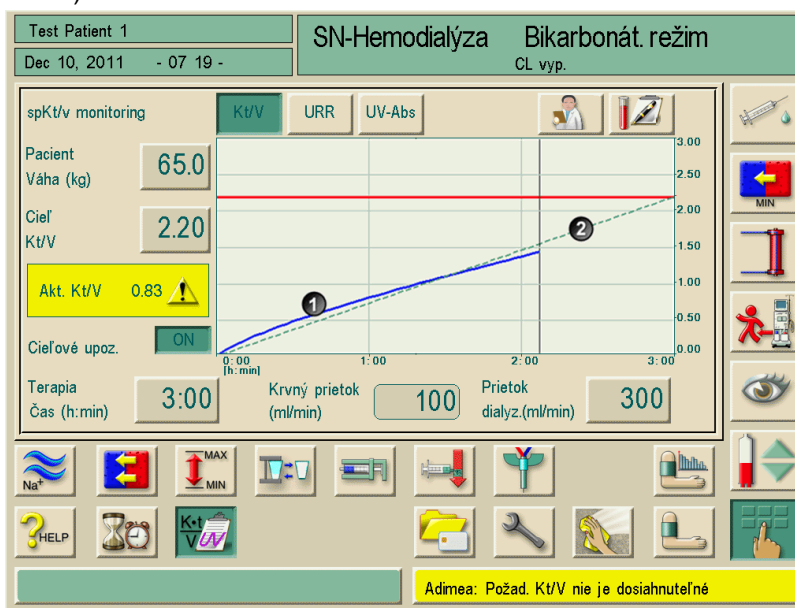 Test Patient 1
Dec 10, 2011 - 07 19 -
SN-Hemodialýza Bikarbonát. režim
CL vyp.
spKt/v monitoring
Kt/V
URR
UV-Abs
Pacient
Váha (kg)
65.0
Cieľ
Kt/V
2.20
Akt. Kt/V 0.83
Cieľové upoz.
ON
3.00
2.50
2.00
1.50
1.00
0.50
0.00
1
2
0:00
1:00
2:00
3:00
[h:min]
Terapia
Čas (h:min)
3:00
Krvný prietok
(ml/min)
100
Prietok
dialyz.(ml/min)
300
MIN
Na+
MAX
MIN
HELP
K•t
V
UV
Adimea: Požad. Kt/V nie je dosiahnuteľné